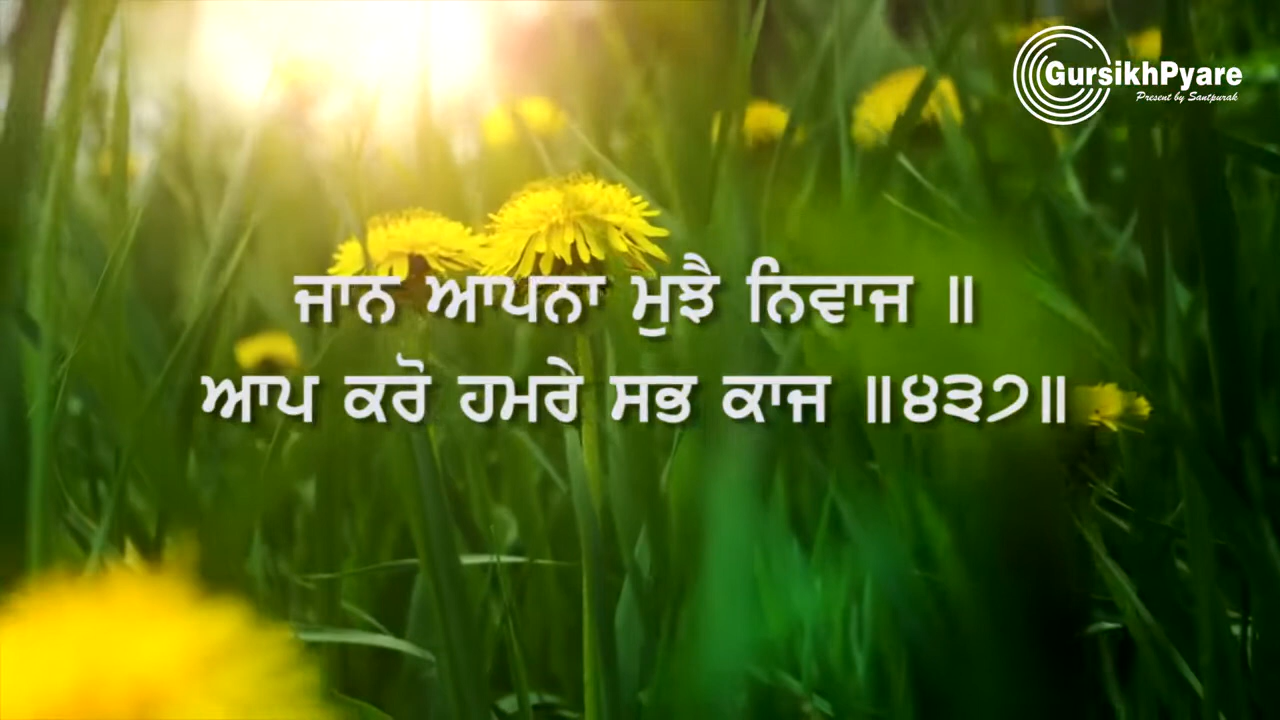 GursikhPyare
Present by Santpurak
ਜਾਨ ਆਪਨਾ ਮੁਝੈ ਨਿਵਾਜ ॥
ਆਪ ਕਰੋ ਹਮਰੇ ਸਭ ਕਾਜ ॥੪੩੭॥